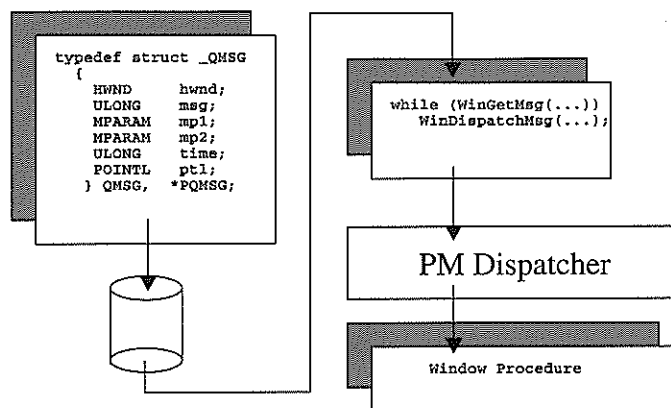 typedef struct _QMSG
{
HWND hwnd;
ULONG msg;
MPARAM mp1;
MPARAM mp2;
ULONG time;
POINTL ptl;
} QMSG, *PQMSG;
while (WinGetMsg(...))
WinDispatchMsg(...);
PM Dispatcher
Window Procedure